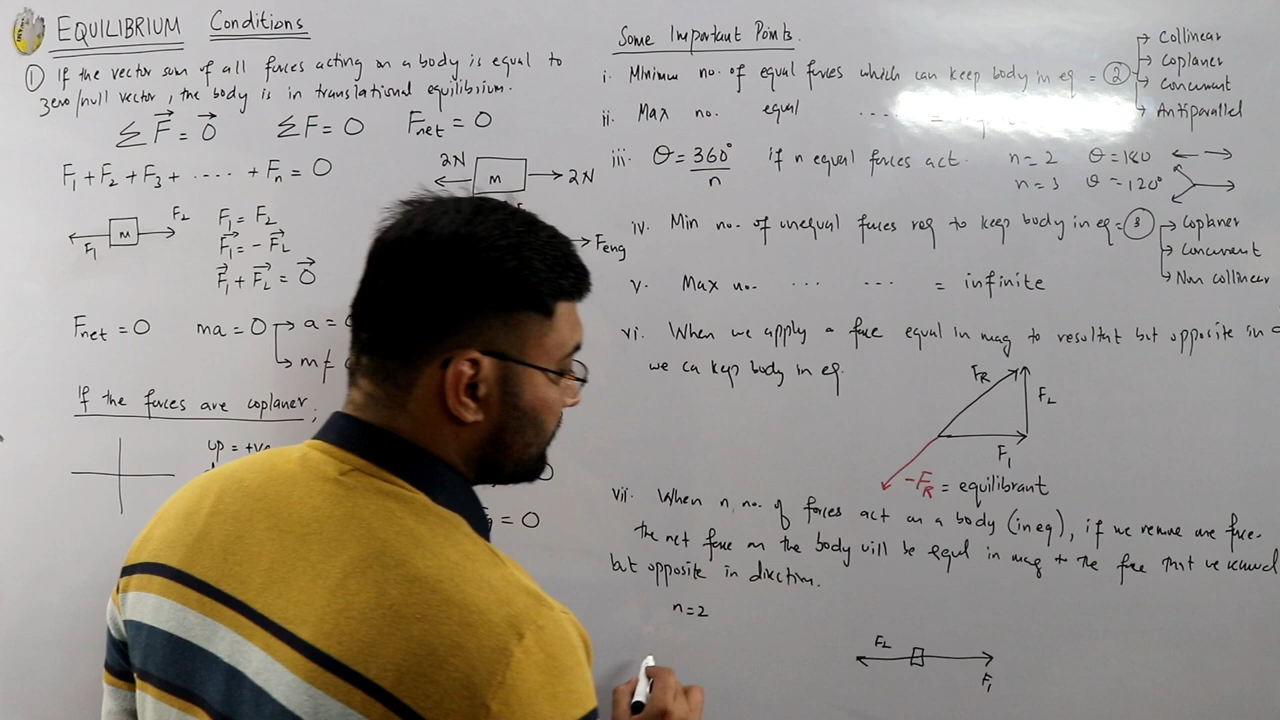 EQUILIBRIUM Conditions
① If the vector sum of all forces acting on a body is equal to
zero/null vector, the body is in translational equilibrium.
∑F⃗ = 0⃗ ∑F = 0 Fnet = 0
F₁ + F₂ + F₃ + ..... + Fn = 0
2N m 2N
F₁ m F₂
F₁ = F₂
F⃗₁ = -F⃗₂
F⃗₁ + F⃗₂ = 0⃗
Feng
Fnet = 0 ma = 0 → a =
→ m ≠
If the forces are coplaner,
up = +ve
= 0
Some Important Points.
i. Minimum no. of equal forces which can keep body in eq = ②
→ Collinear
→ Coplaner
→ Concurrent
→ Antiparallel
ii. Max no. equal .... =
iii. θ = 360°/n if n equal forces act. n = 2 θ = 180
n = 3 θ = 120°
iv. Min no. of unequal forces req to keep body in eq = ③
→ Coplaner
→ Concurrent
→ Non collinear
v. Max no. ... ... = infinite
vi. When we apply a force equal in mag to resultant but opposite in
we ca kep body in eq.
FR F₂
F₁
-FR = equilibrant
vii. When n, no. of forces act on a body (in eq), if we remove one force.
the net force on the body will be equal in mag to the force that we removed
but opposite in direction.
n = 2
F₂ F₁